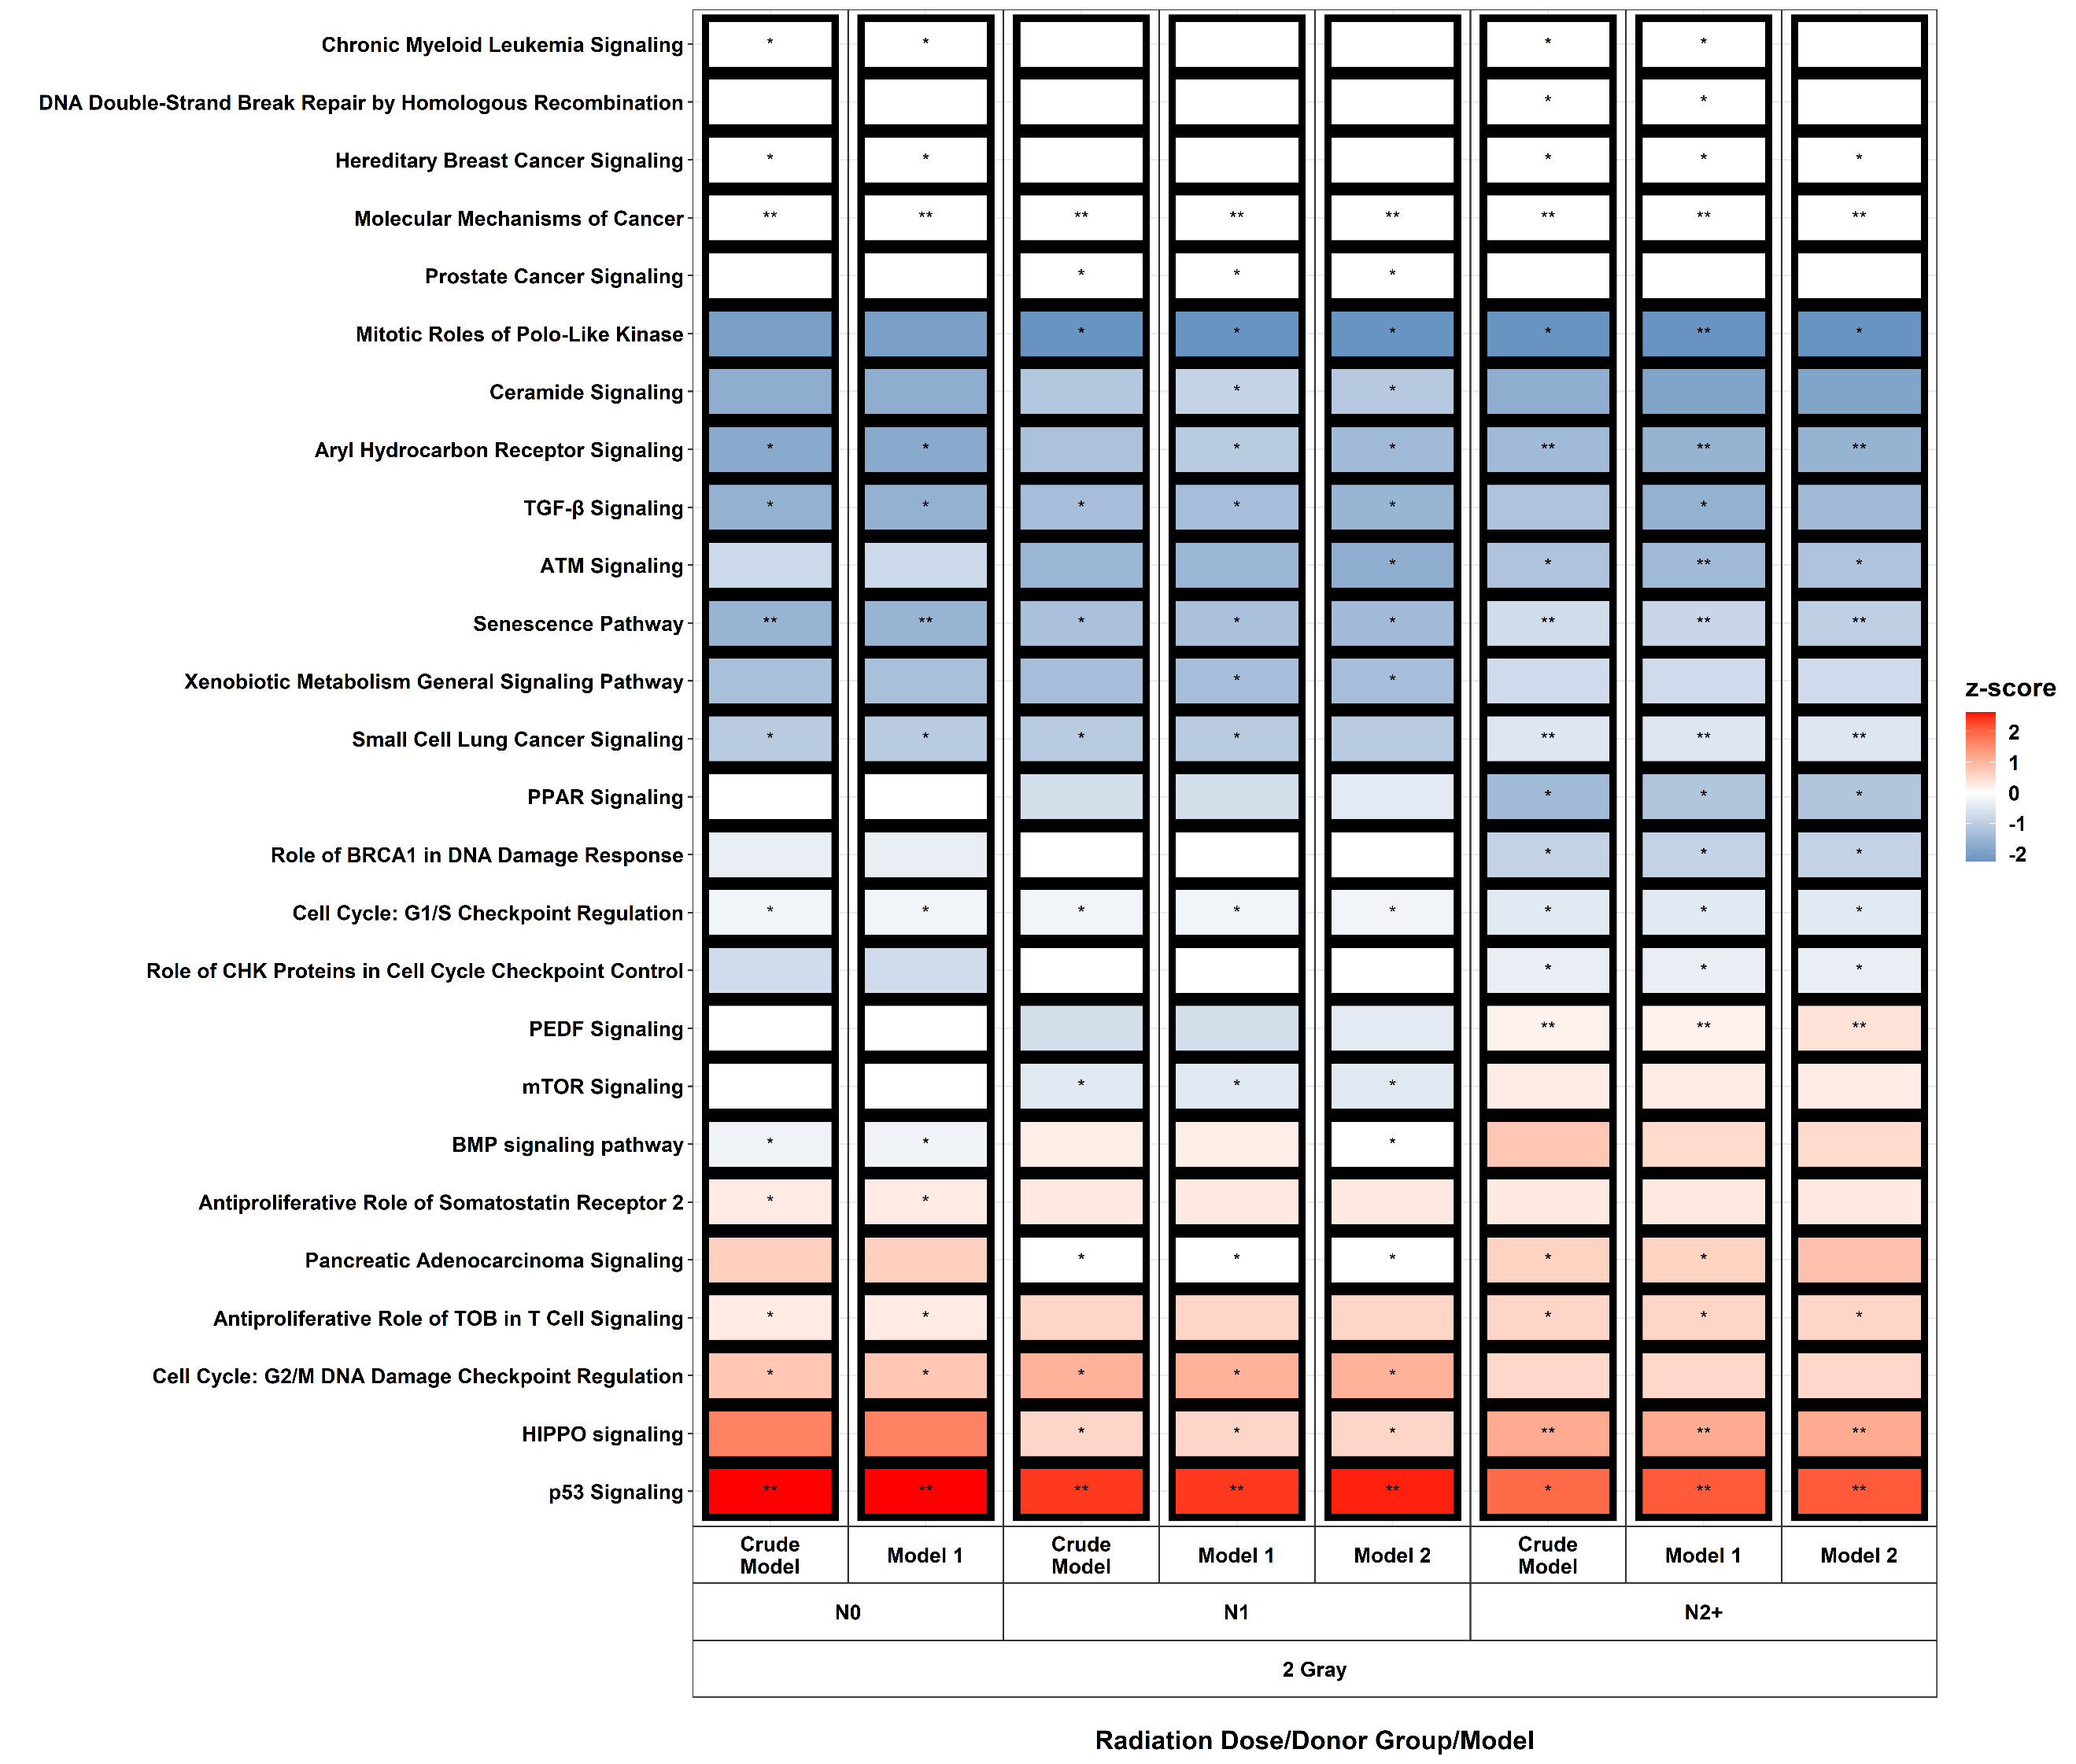 Chronic Myeloid Leukemia Signaling * * * *
DNA Double-Strand Break Repair by Homologous Recombination * *
Hereditary Breast Cancer Signaling * * * * *
Molecular Mechanisms of Cancer ** ** ** ** ** ** ** **
Prostate Cancer Signaling * * *
Mitotic Roles of Polo-Like Kinase * * * * ** *
Ceramide Signaling * *
Aryl Hydrocarbon Receptor Signaling * * * * ** ** **
TGF-β Signaling * * * * * *
ATM Signaling * * ** *
Senescence Pathway ** ** * * * ** ** **
Xenobiotic Metabolism General Signaling Pathway * *
Small Cell Lung Cancer Signaling * * * * ** ** **
PPAR Signaling * * *
Role of BRCA1 in DNA Damage Response * * *
Cell Cycle: G1/S Checkpoint Regulation * * * * * * * *
Role of CHK Proteins in Cell Cycle Checkpoint Control * * *
PEDF Signaling ** ** **
mTOR Signaling * * *
BMP signaling pathway * * *
Antiproliferative Role of Somatostatin Receptor 2 * *
Pancreatic Adenocarcinoma Signaling * * * * *
Antiproliferative Role of TOB in T Cell Signaling * * * * *
Cell Cycle: G2/M DNA Damage Checkpoint Regulation * * * * *
HIPPO signaling * * * ** ** **
p53 Signaling ** ** ** ** ** * ** **
Crude
Model
Model 1
Crude
Model
Model 1
Model 2
Crude
Model
Model 1
Model 2
N0
N1
N2+
2 Gray
Radiation Dose/Donor Group/Model
z-score
2
1
0
-1
-2